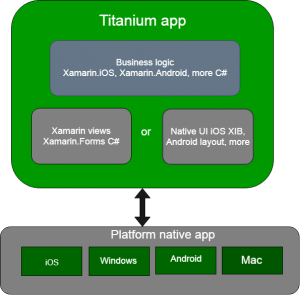 Titanium app
Business logic
Xamarin.iOS, Xamarin.Android, more C#
Xamarin views
Xamarin.Forms C#
or
Native UI iOS XIB,
Android layout, more
Platform native app
iOS
Windows
Android
Mac